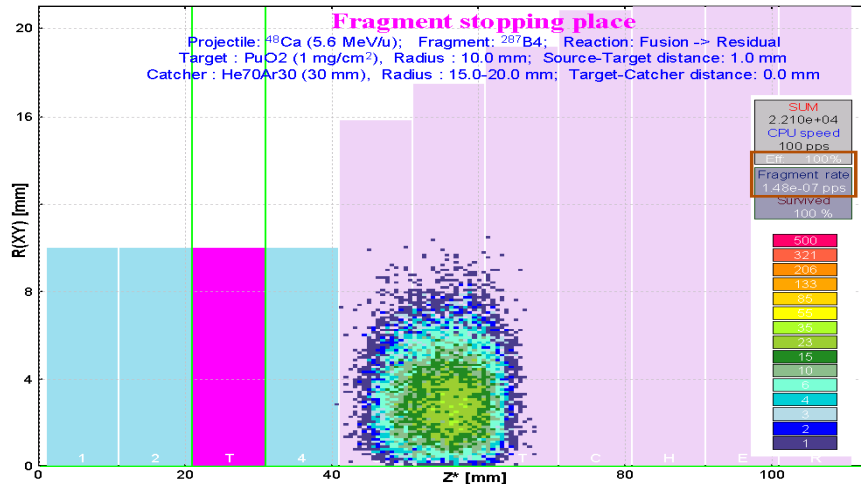 Fragment stopping place
Projectile: ⁴⁸Ca (5.6 MeV/u);   Fragment: ²⁸⁷B4;   Reaction: Fusion -> Residual
Target : PuO2 (1 mg/cm²),  Radius : 10.0 mm;  Source-Target distance: 1.0 mm
Catcher : He70Ar30 (30 mm),  Radius : 15.0-20.0 mm;   Target-Catcher distance: 0.0 mm
SUM
2.210e+04
CPU speed
100 pps
Eff: 100%
Fragment rate
1.48e-07 pps
Survived
100 %
500
321
206
133
85
55
35
23
15
10
6
4
3
2
1
R(XY) [mm]
20
16
12
8
4
0
1 2 T 4 T C H E R
0 20 40 60 80 100
Z* [mm]